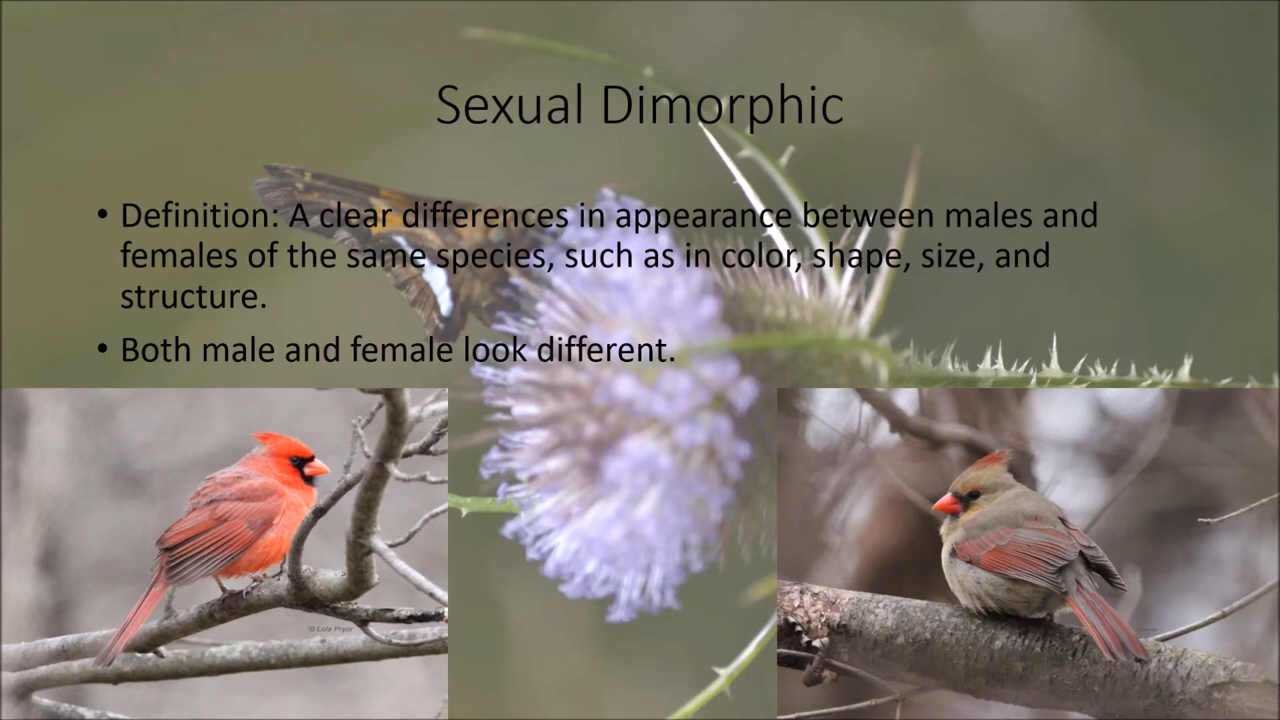 Sexual Dimorphic
• Definition: A clear differences in appearance between males and
females of the same species, such as in color, shape, size, and
structure.
• Both male and female look different.
© Lois Pryor